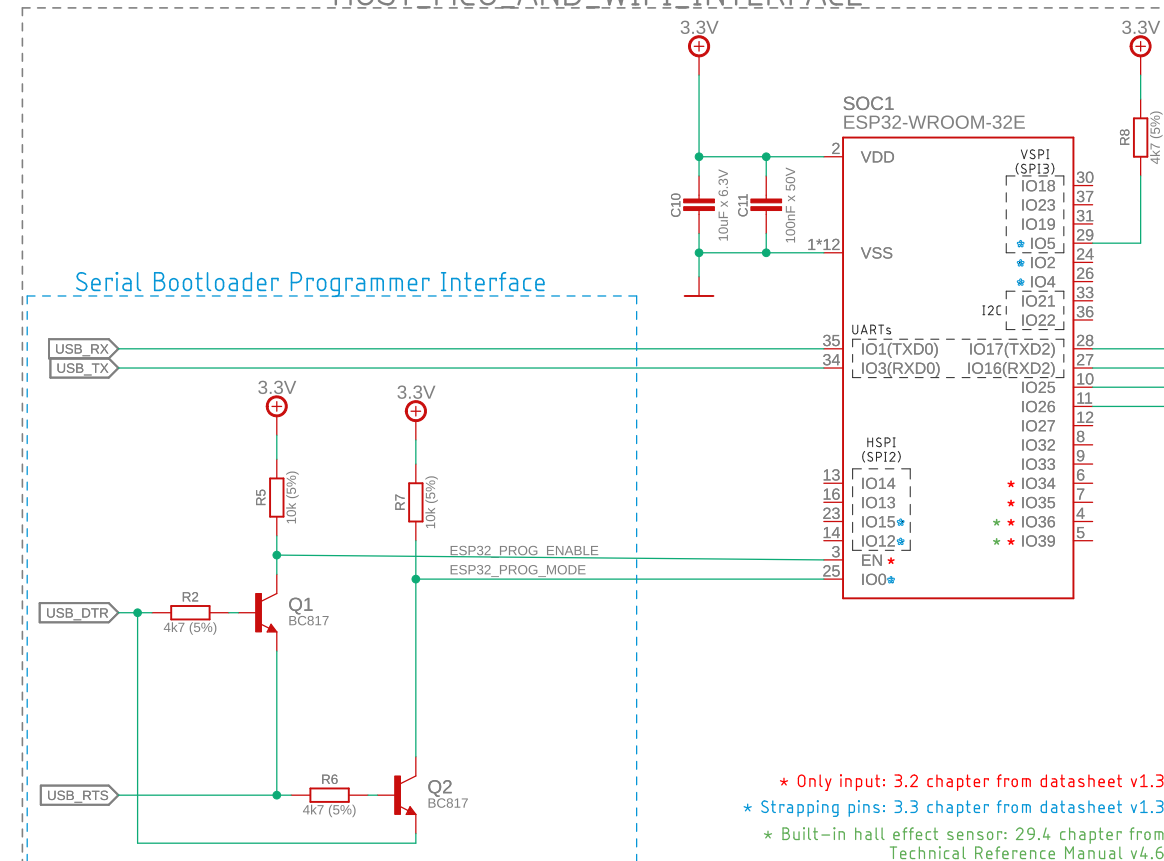 HOST_MCU_AND_WIFI_INTERFACE
3.3V
3.3V
SOC1
ESP32-WROOM-32E
R8
4k7 (5%)
2
VDD
VSPI
(SPI3)
IO18
30
IO23
37
IO19
31
IO5
29
IO2
24
IO4
26
C10
10uF x 6.3V
C11
100nF x 50V
1*12
VSS
I2C
IO21
33
IO22
36
Serial Bootloader Programmer Interface
UARTs
USB_RX
35
IO1(TXD0)
IO17(TXD2)
28
USB_TX
34
IO3(RXD0)
IO16(RXD2)
27
IO25
10
IO26
11
IO27
12
IO32
8
IO33
9
* IO34
6
* IO35
7
* * IO36
4
* * IO39
5
3.3V
3.3V
R5
10k (5%)
R7
10k (5%)
HSPI
(SPI2)
13
IO14
16
IO13
23
IO15
14
IO12
ESP32_PROG_ENABLE
3
EN *
ESP32_PROG_MODE
25
IO0
USB_DTR
R2
4k7 (5%)
Q1
BC817
USB_RTS
R6
4k7 (5%)
Q2
BC817
* Only input: 3.2 chapter from datasheet v1.3
* Strapping pins: 3.3 chapter from datasheet v1.3
* Built-in hall effect sensor: 29.4 chapter from
Technical Reference Manual v4.6